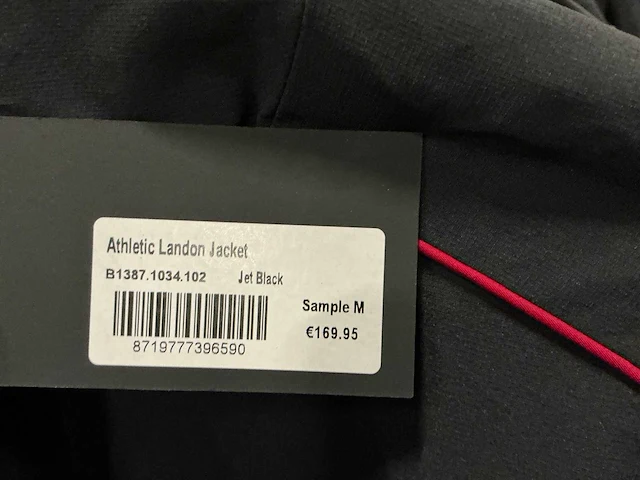 Athletic Landon Jacket
B1387.1034.102 Jet Black
Sample M
€169.95
8719777396590